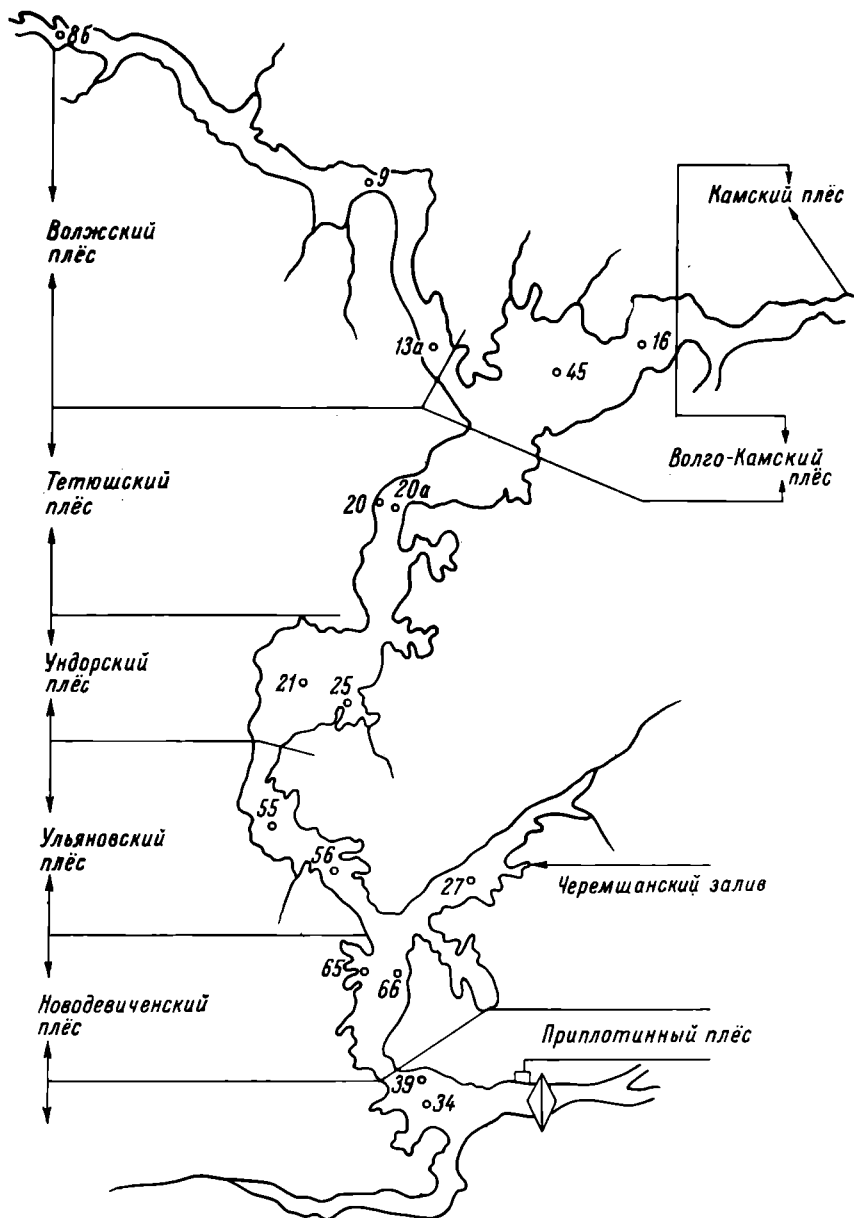 8б
9
Камский плёс
Волжский
плёс
13а
16
45
Волго-Камский
плёс
Тетюшский
плёс
20
20а
Ундорский
плёс
21
25
55
Ульяновский
плёс
56
27
Черемшанский залив
65
66
Новодевиченский
плёс
Приплотинный плёс
39
34